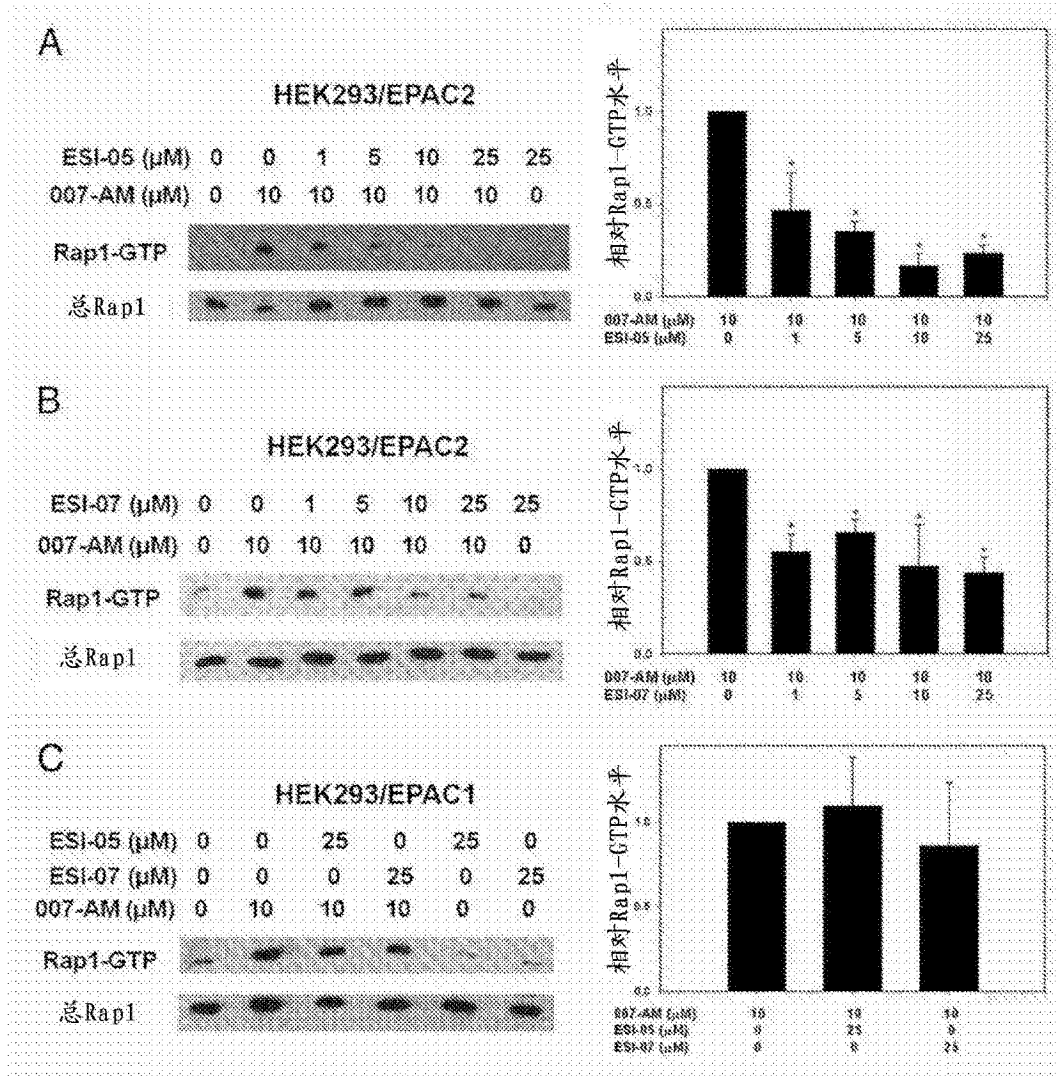 A
HEK293/EPAC2
ESI-05 (μM) 0 0 1 5 10 25 25
007-AM (μM) 0 10 10 10 10 10 0
Rap1-GTP
总Rap1
相对Rap1-GTP水平
1.0
0.5
0.0
007-AM (μM) 10 10 10 10 10
ESI-05 (μM) 0 1 5 10 25
B
HEK293/EPAC2
ESI-07 (μM) 0 0 1 5 10 25 25
007-AM (μM) 0 10 10 10 10 10 0
Rap1-GTP
总Rap1
相对Rap1-GTP水平
1.0
0.5
0.0
007-AM (μM) 10 10 10 10 10
ESI-07 (μM) 0 1 5 10 25
C
HEK293/EPAC1
ESI-05 (μM) 0 0 25 0 25 0
ESI-07 (μM) 0 0 0 25 0 25
007-AM (μM) 0 10 10 10 0 0
Rap1-GTP
总Rap1
相对Rap1-GTP水平
1.0
0.5
0.0
007-AM (μM) 10 10 10
ESI-05 (μM) 0 25 0
ESI-07 (μM) 0 0 25